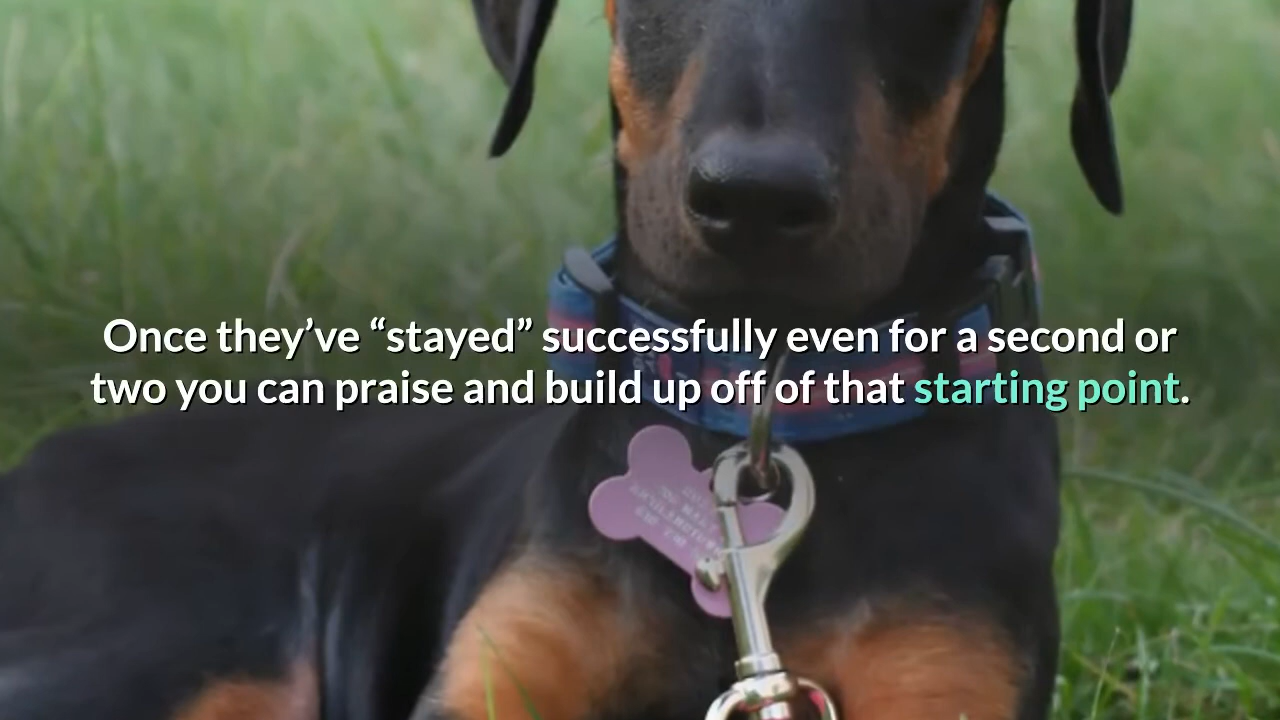 Once they’ve “stayed” successfully even for a second or
two you can praise and build up off of that starting point.